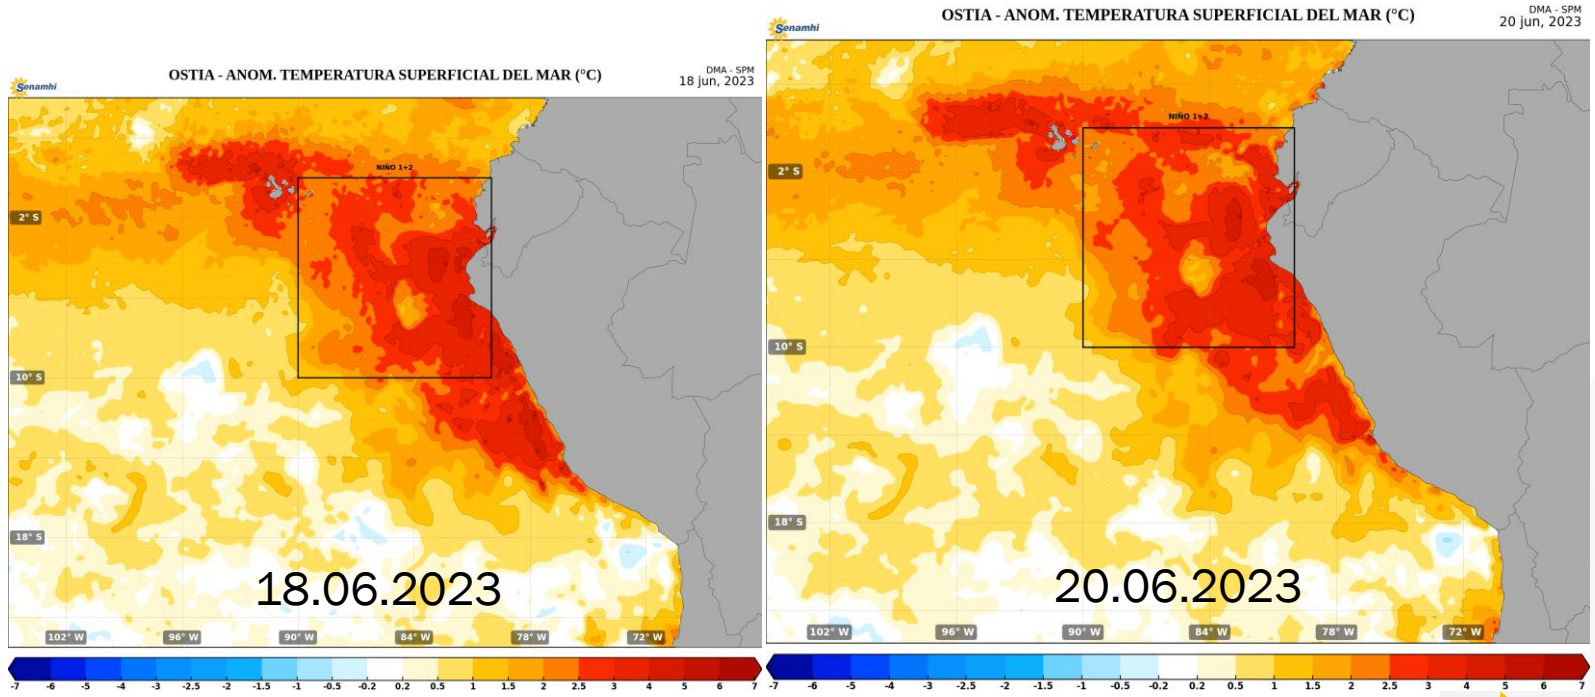 Senamhi
OSTIA - ANOM. TEMPERATURA SUPERFICIAL DEL MAR (°C)
DMA - SPM
18 jun, 2023
NIÑO 1+2
2° S
10° S
18° S
18.06.2023
102° W 96° W 90° W 84° W 78° W 72° W
-7 -6 -5 -4 -3 -2.5 -2 -1.5 -1 -0.5 -0.2 0.2 0.5 1 1.5 2 2.5 3 4 5 6 7
Senamhi
OSTIA - ANOM. TEMPERATURA SUPERFICIAL DEL MAR (°C)
DMA - SPM
20 jun, 2023
NIÑO 1+2
2° S
10° S
18° S
20.06.2023
102° W 96° W 90° W 84° W 78° W 72° W
-7 -6 -5 -4 -3 -2.5 -2 -1.5 -1 -0.5 -0.2 0.2 0.5 1 1.5 2 2.5 3 4 5 6 7